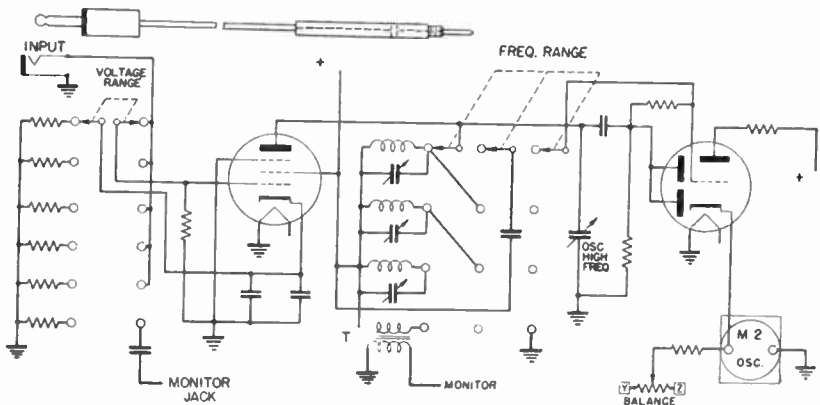 INPUT
VOLTAGE
RANGE
+
FREQ. RANGE
+
OSC
HIGH
FREQ.
T
MONITOR
JACK
MONITOR
M 2
OSC.
Y
Z
BALANCE